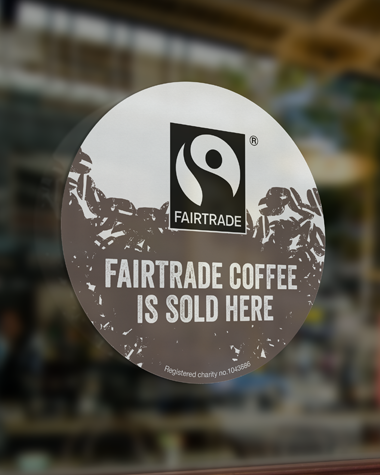 ®
FAIRTRADE
FAIRTRADE COFFEE
IS SOLD HERE
Registered charity no.1043886